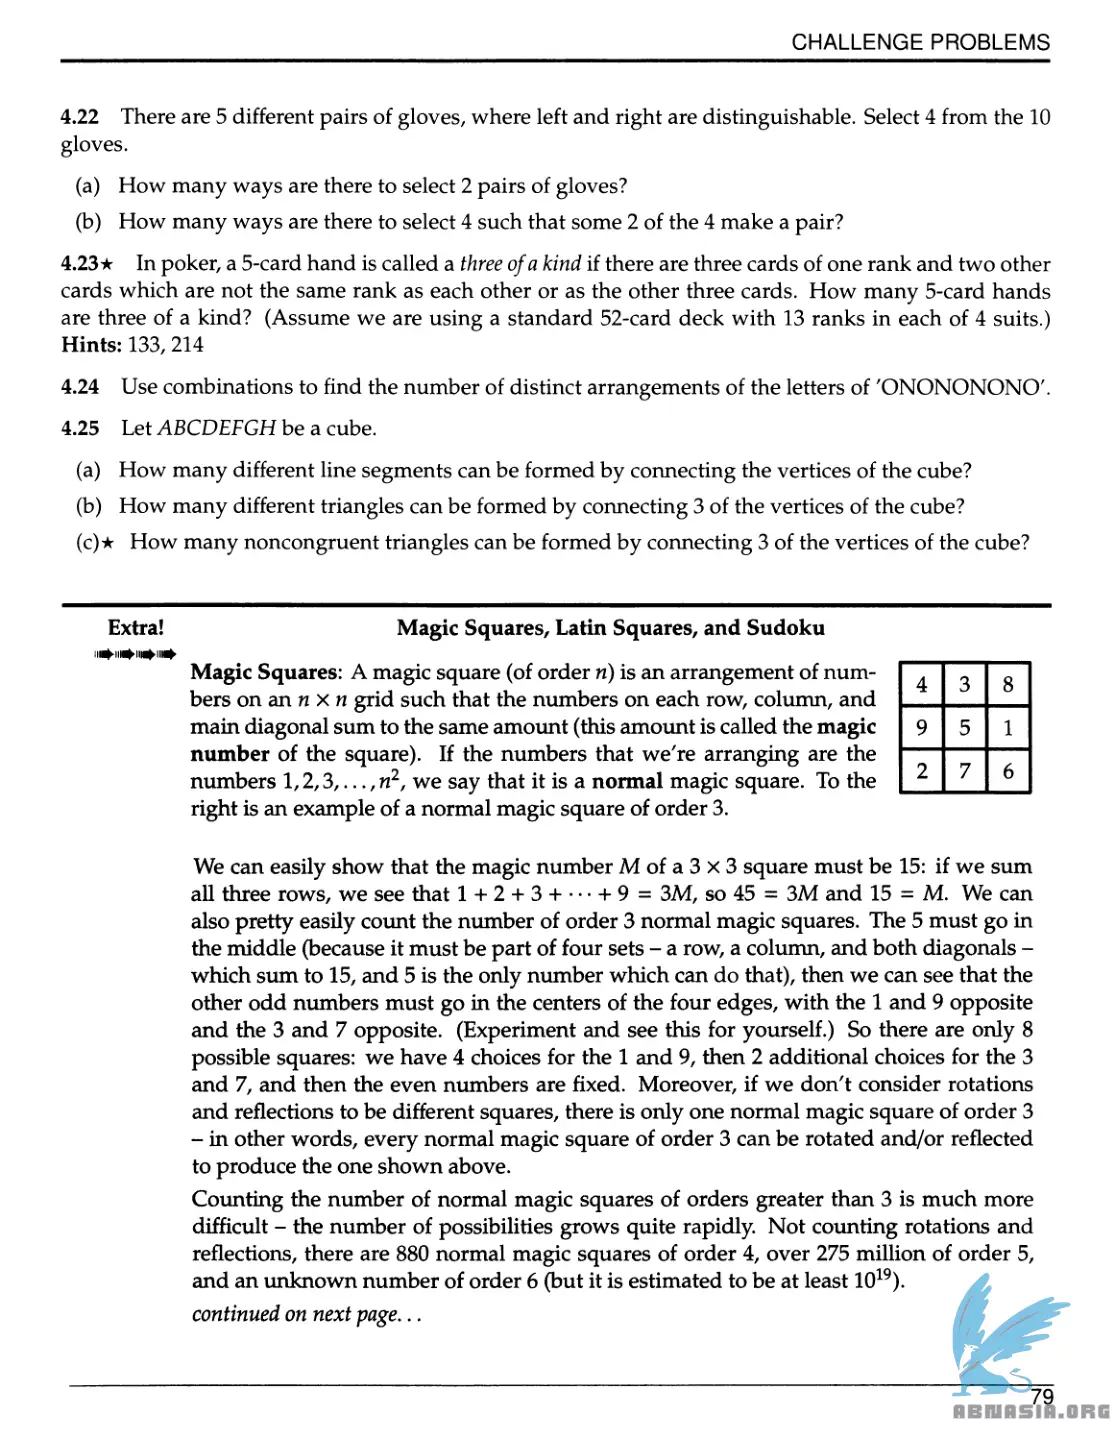 CHALLENGE PROBLEMS
4.22 There are 5 different pairs of gloves, where left and right are distinguishable. Select 4 from the 10
gloves.
(a) How many ways are there to select 2 pairs of gloves?
(b) How many ways are there to select 4 such that some 2 of the 4 make a pair?
4.23★ In poker, a 5-card hand is called a three of a kind if there are three cards of one rank and two other
cards which are not the same rank as each other or as the other three cards. How many 5-card hands
are three of a kind? (Assume we are using a standard 52-card deck with 13 ranks in each of 4 suits.)
Hints: 133, 214
4.24 Use combinations to find the number of distinct arrangements of the letters of 'ONONONONO'.
4.25 Let ABCDEFGH be a cube.
(a) How many different line segments can be formed by connecting the vertices of the cube?
(b) How many different triangles can be formed by connecting 3 of the vertices of the cube?
(c)★ How many noncongruent triangles can be formed by connecting 3 of the vertices of the cube?
Extra! Magic Squares, Latin Squares, and Sudoku
Magic Squares: A magic square (of order n) is an arrangement of num-
bers on an n × n grid such that the numbers on each row, column, and
main diagonal sum to the same amount (this amount is called the magic
number of the square). If the numbers that we're arranging are the
numbers 1, 2, 3, . . . , n², we say that it is a normal magic square. To the
right is an example of a normal magic square of order 3.
4 3 8
9 5 1
2 7 6
We can easily show that the magic number M of a 3 × 3 square must be 15: if we sum
all three rows, we see that 1 + 2 + 3 + · · · + 9 = 3M, so 45 = 3M and 15 = M. We can
also pretty easily count the number of order 3 normal magic squares. The 5 must go in
the middle (because it must be part of four sets – a row, a column, and both diagonals –
which sum to 15, and 5 is the only number which can do that), then we can see that the
other odd numbers must go in the centers of the four edges, with the 1 and 9 opposite
and the 3 and 7 opposite. (Experiment and see this for yourself.) So there are only 8
possible squares: we have 4 choices for the 1 and 9, then 2 additional choices for the 3
and 7, and then the even numbers are fixed. Moreover, if we don't consider rotations
and reflections to be different squares, there is only one normal magic square of order 3
– in other words, every normal magic square of order 3 can be rotated and/or reflected
to produce the one shown above.
Counting the number of normal magic squares of orders greater than 3 is much more
difficult – the number of possibilities grows quite rapidly. Not counting rotations and
reflections, there are 880 normal magic squares of order 4, over 275 million of order 5,
and an unknown number of order 6 (but it is estimated to be at least 10¹⁹).
continued on next page. . .
79
ABNASIA.ORG